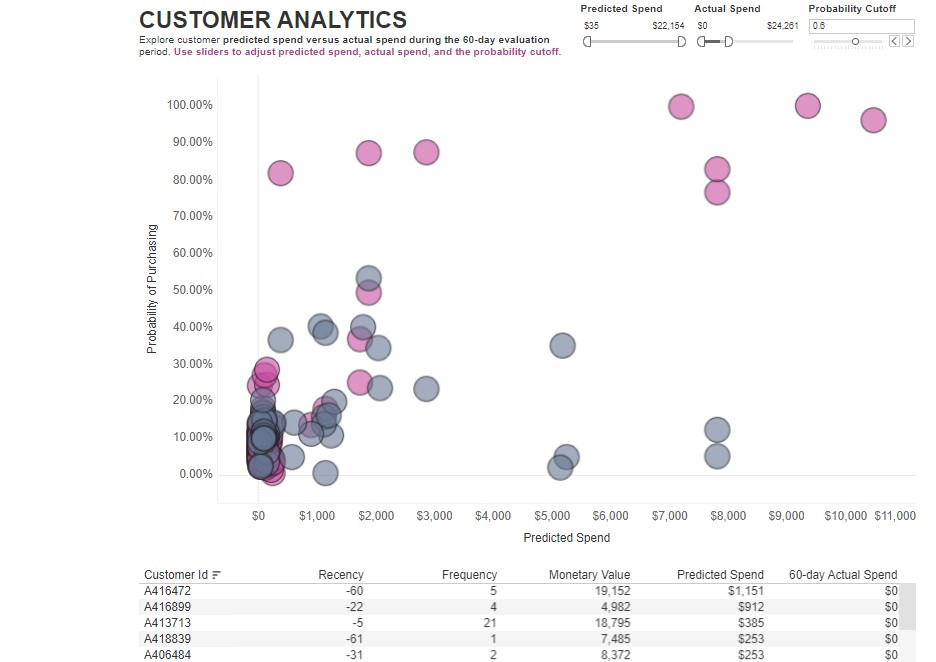 CUSTOMER ANALYTICS
Explore customer predicted spend versus actual spend during the 60-day evaluation
period. Use sliders to adjust predicted spend, actual spend, and the probability cutoff.
Predicted Spend Actual Spend Probability Cutoff
$35 $22,154 $0 $24,261 0.6
100.00%
90.00%
80.00%
70.00%
60.00%
50.00%
40.00%
30.00%
20.00%
10.00%
0.00%
Probability of Purchasing
$0 $1,000 $2,000 $3,000 $4,000 $5,000 $6,000 $7,000 $8,000 $9,000 $10,000 $11,000
Predicted Spend
Customer Id Recency Frequency Monetary Value Predicted Spend 60-day Actual Spend
A416472 -60 5 19,152 $1,151 $0
A416899 -22 4 4,982 $912 $0
A413713 -5 21 18,795 $385 $0
A418839 -61 1 7,485 $253 $0
A406484 -31 2 8,372 $253 $0